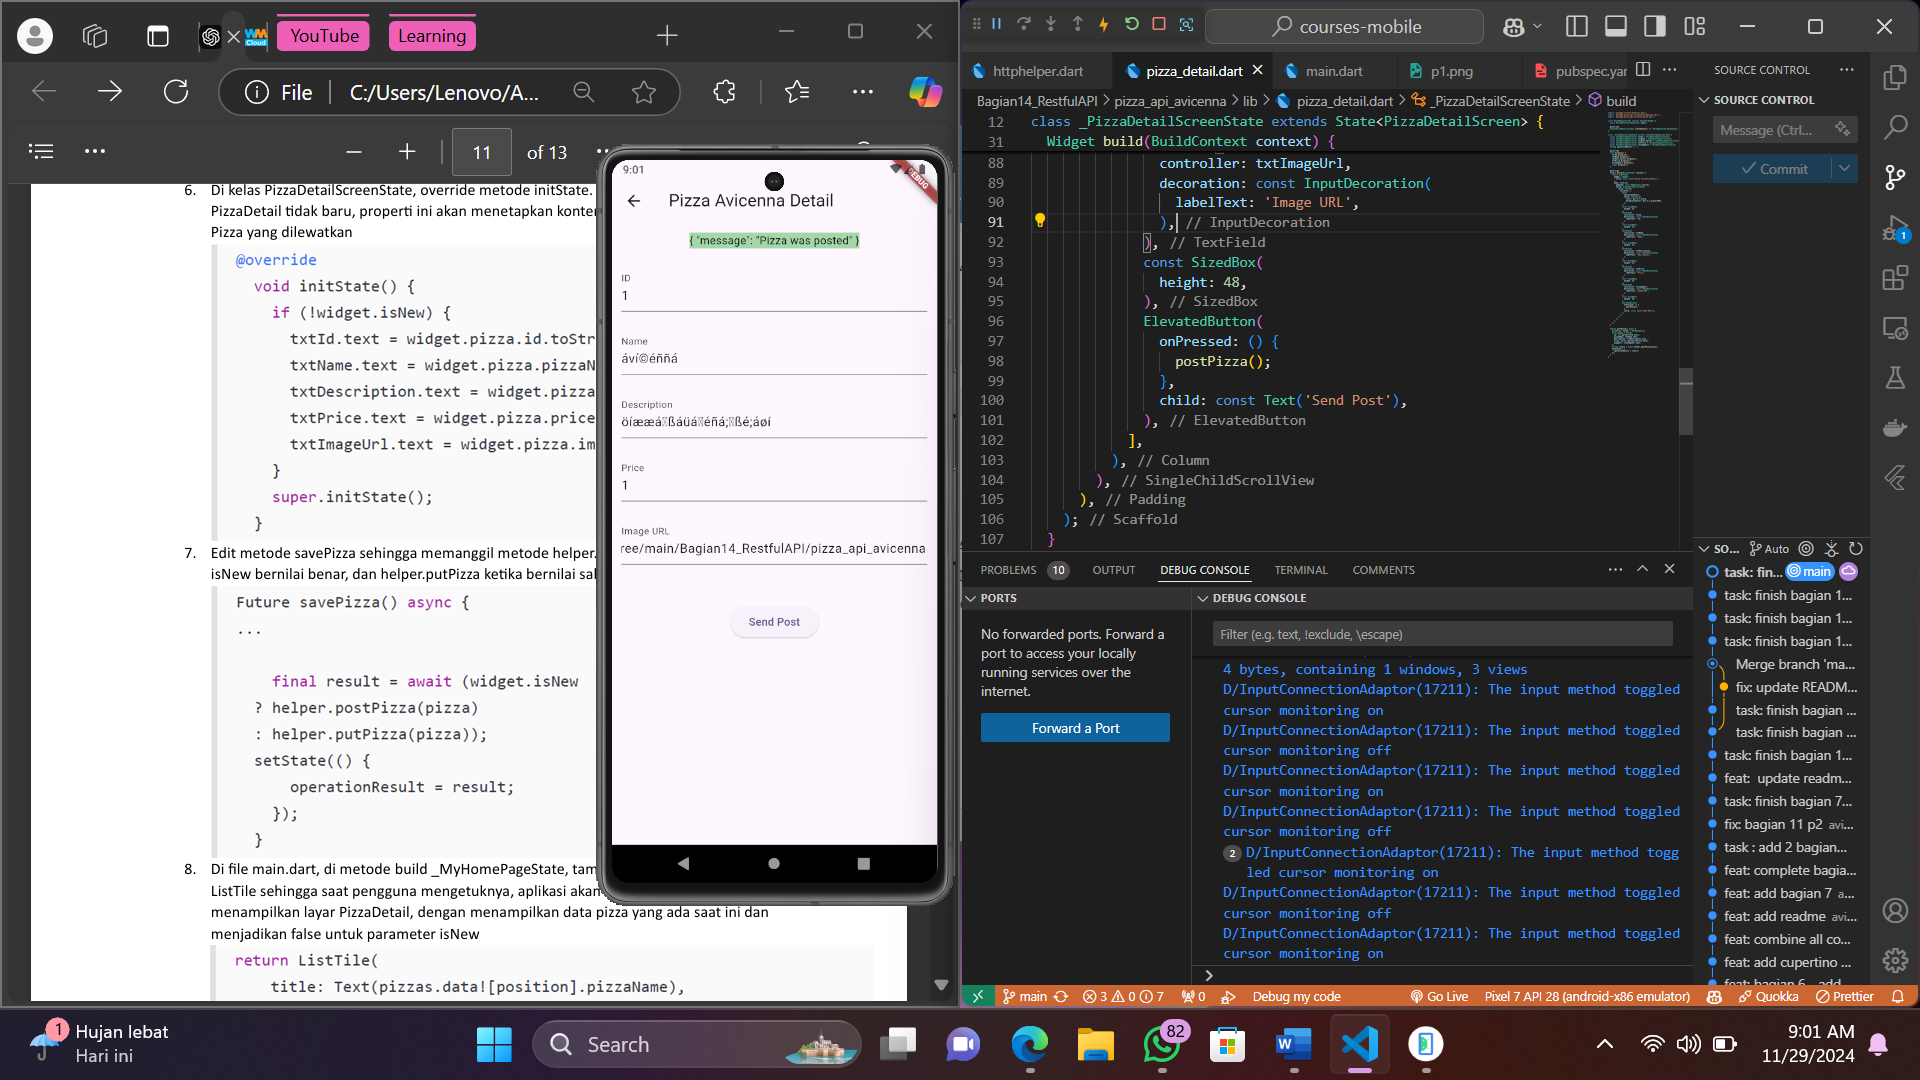 YouTube
Learning
File
C:/Users/Lenovo/A...
11
of 13
6. Di kelas PizzaDetailScreenState, override metode initState.
PizzaDetail tidak baru, properti ini akan menetapkan konter
Pizza yang dilewatkan
@override
void initState() {
if (!widget.isNew) {
txtId.text = widget.pizza.id.toStr
txtName.text = widget.pizza.pizzaN
txtDescription.text = widget.pizza
txtPrice.text = widget.pizza.price
txtImageUrl.text = widget.pizza.im
}
super.initState();
}
7. Edit metode savePizza sehingga memanggil metode helper.
isNew bernilai benar, dan helper.putPizza ketika bernilai sal
Future savePizza() async {
...
final result = await (widget.isNew
? helper.postPizza(pizza)
: helper.putPizza(pizza));
setState(() {
operationResult = result;
});
}
8. Di file main.dart, di metode build _MyHomePageState, tam
ListTile sehingga saat pengguna mengetuknya, aplikasi akan
menampilkan layar PizzaDetail, dengan menampilkan data pizza yang ada saat ini dan
menjadikan false untuk parameter isNew
return ListTile(
title: Text(pizzas.data![position].pizzaName),
9:01
DEBUG
Pizza Avicenna Detail
{ "message": "Pizza was posted" }
ID
1
Name
áví©éññá
Description
Price
1
Image URL
ree/main/Bagian14_RestfulAPI/pizza_api_avicenna
Send Post
courses-mobile
httphelper.dart
pizza_detail.dart
main.dart
p1.png
pubspec.yar
Bagian14_RestfulAPI > pizza_api_avicenna > lib > pizza_detail.dart > _PizzaDetailScreenState > build
12 class _PizzaDetailScreenState extends State<PizzaDetailScreen> {
31 Widget build(BuildContext context) {
88 controller: txtImageUrl,
89 decoration: const InputDecoration(
90 labelText: 'Image URL',
91 ), // InputDecoration
92 ), // TextField
93 const SizedBox(
94 height: 48,
95 ), // SizedBox
96 ElevatedButton(
97 onPressed: () {
98 postPizza();
99 },
100 child: const Text('Send Post'),
101 ), // ElevatedButton
102 ],
103 ), // Column
104 ), // SingleChildScrollView
105 ), // Padding
106 ); // Scaffold
107 }
PROBLEMS 10 OUTPUT DEBUG CONSOLE TERMINAL COMMENTS
PORTS
No forwarded ports. Forward a
port to access your locally
running services over the
internet.
Forward a Port
DEBUG CONSOLE
Filter (e.g. text, !exclude, \escape)
4 bytes, containing 1 windows, 3 views
D/InputConnectionAdaptor(17211): The input method toggled
cursor monitoring on
D/InputConnectionAdaptor(17211): The input method toggled
cursor monitoring off
D/InputConnectionAdaptor(17211): The input method toggled
cursor monitoring on
D/InputConnectionAdaptor(17211): The input method toggled
cursor monitoring off
2 D/InputConnectionAdaptor(17211): The input method togg
led cursor monitoring on
D/InputConnectionAdaptor(17211): The input method toggled
cursor monitoring off
D/InputConnectionAdaptor(17211): The input method toggled
cursor monitoring on
SOURCE CONTROL
SOURCE CONTROL
Message (Ctrl...
Commit
1
SO... Auto
task: fin... main
task: finish bagian 1...
task: finish bagian 1...
task: finish bagian 1...
Merge branch 'ma...
fix: update READM...
task: finish bagian ...
task: finish bagian ...
task: finish bagian 1...
feat: update readm...
task: finish bagian 7...
fix: bagian 11 p2 avi...
task : add 2 bagian...
feat: complete bagia...
feat: add bagian 7 a...
feat: add readme avi...
feat: combine all co...
feat: add cupertino ...
feat: bagian 6 add
main 3 0 7 0 Debug my code Go Live Pixel 7 API 28 (android-x86 emulator) Quokka Prettier
1
Hujan lebat
Hari ini
Search
82
9:01 AM
11/29/2024